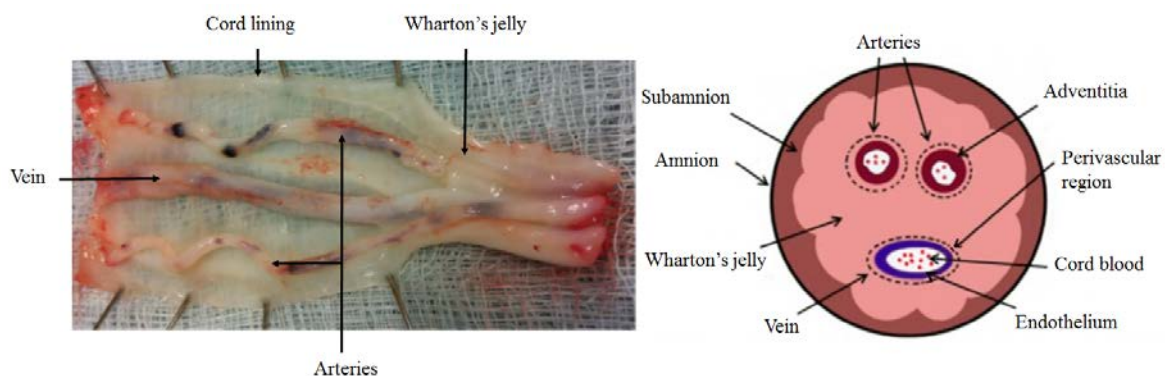 Cord lining
Wharton's jelly
Vein
Arteries
Arteries
Subamnion
Adventitia
Amnion
Perivascular
region
Wharton's jelly
Cord blood
Vein
Endothelium